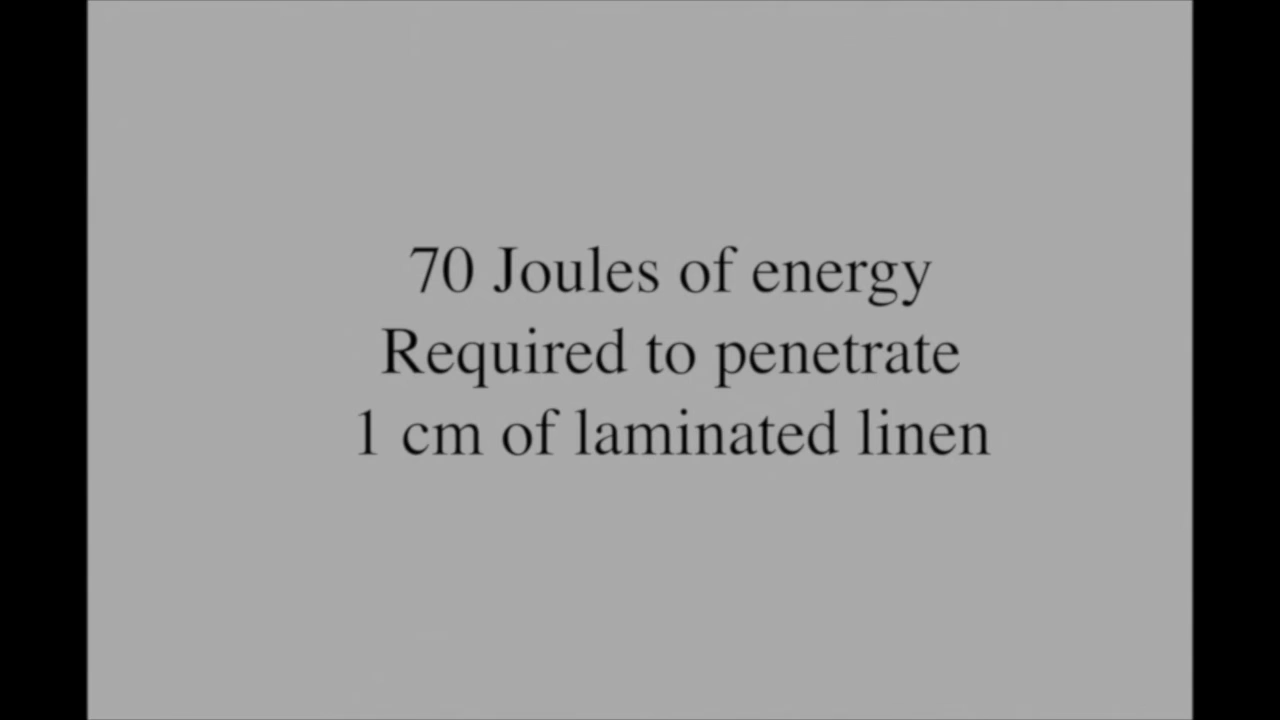 70 Joules of energy
Required to penetrate
1 cm of laminated linen